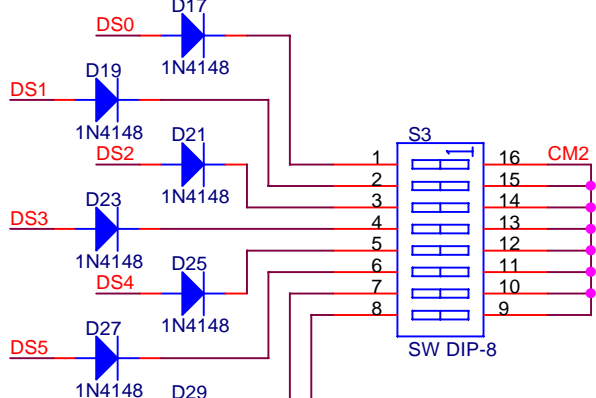 D17
DS0
1N4148
D19
DS1
1N4148
D21
DS2
1N4148
D23
DS3
1N4148
D25
DS4
1N4148
D27
DS5
1N4148
D29
S3
1
1 16 CM2
2 15
3 14
4 13
5 12
6 11
7 10
8 9
SW DIP-8